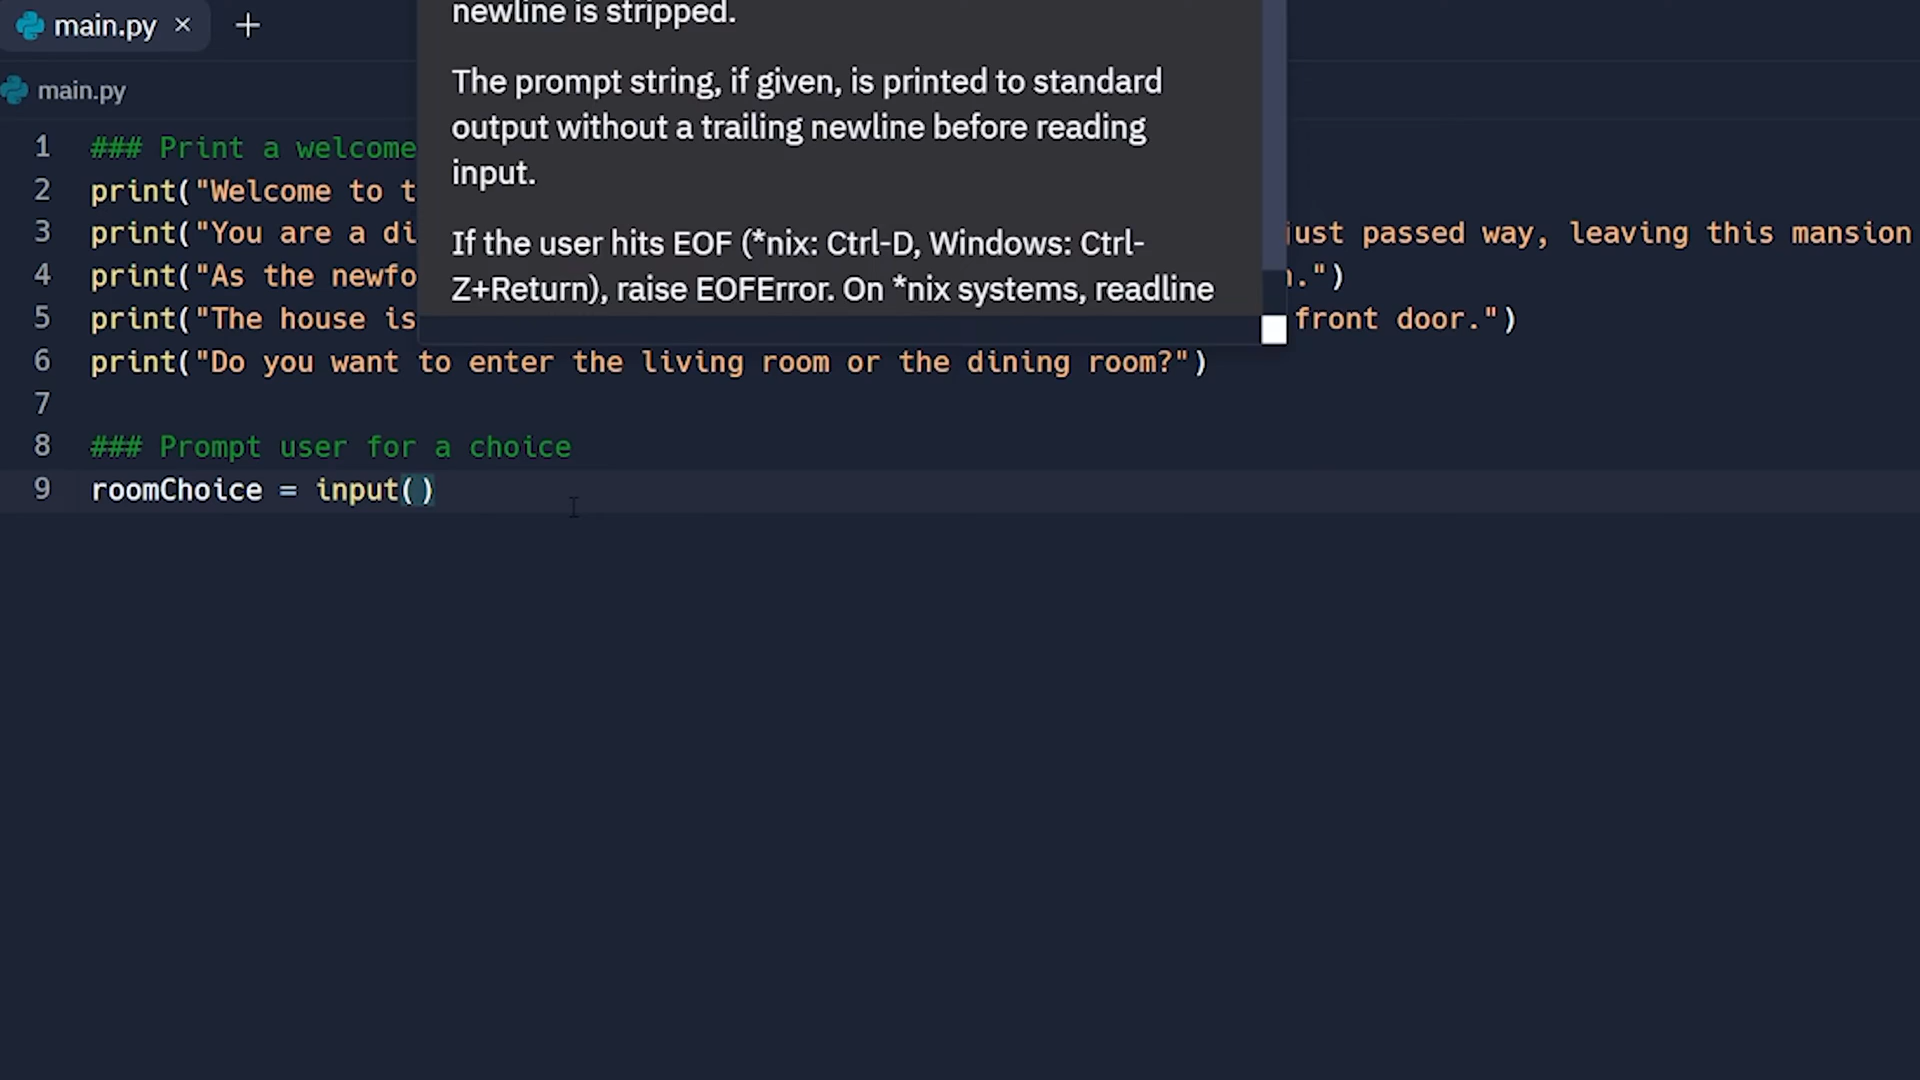 main.py × +
main.py
newline is stripped.
The prompt string, if given, is printed to standard
output without a trailing newline before reading
input.
If the user hits EOF (*nix: Ctrl-D, Windows: Ctrl-
Z+Return), raise EOFError. On *nix systems, readline
1 ### Print a welcome
2 print("Welcome to t
3 print("You are a di just passed way, leaving this mansion
4 print("As the newfo .")
5 print("The house is front door.")
6 print("Do you want to enter the living room or the dining room?")
7
8 ### Prompt user for a choice
9 roomChoice = input()